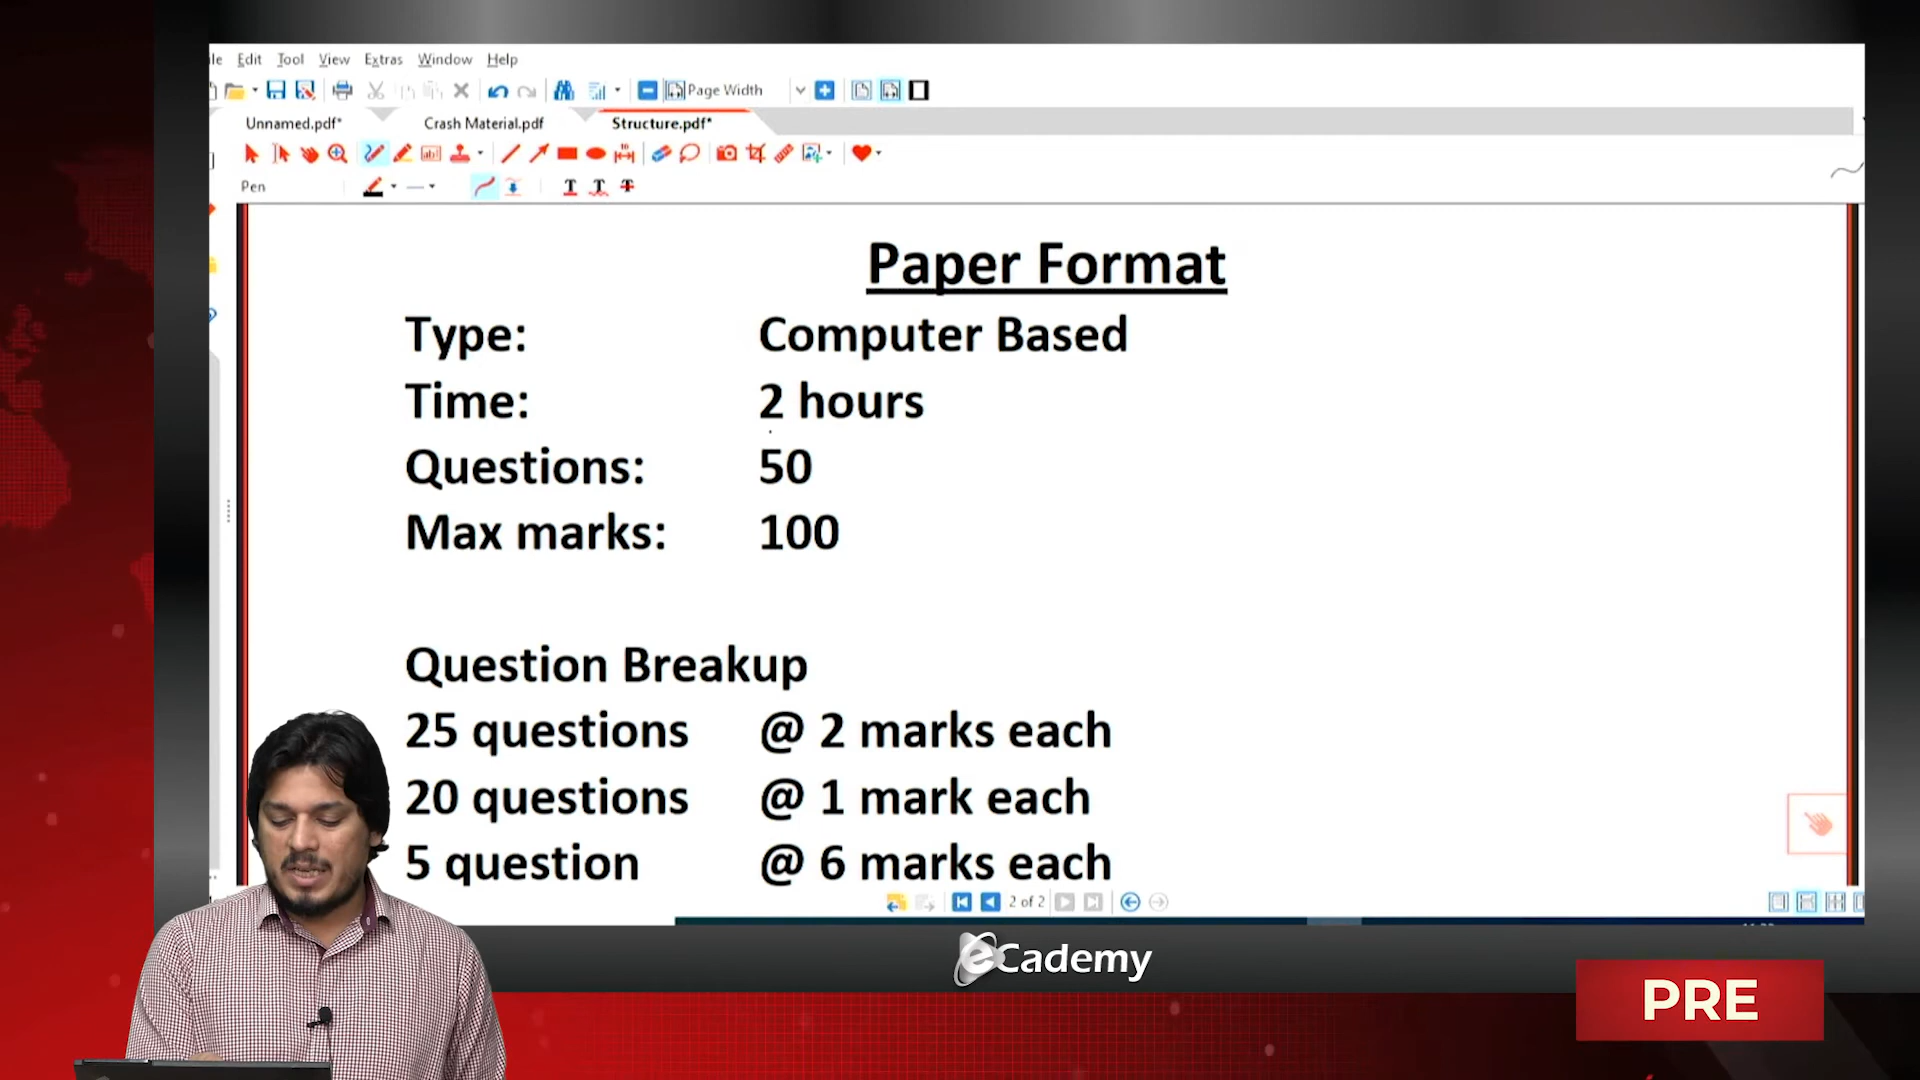 le Edit Tool View Extras Window Help
Page Width
Unnamed.pdf* Crash Material.pdf Structure.pdf*
Pen
Paper Format
Type: Computer Based
Time: 2 hours
Questions: 50
Max marks: 100
Question Breakup
25 questions @ 2 marks each
20 questions @ 1 mark each
5 question @ 6 marks each
2 of 2
eCademy
PRE